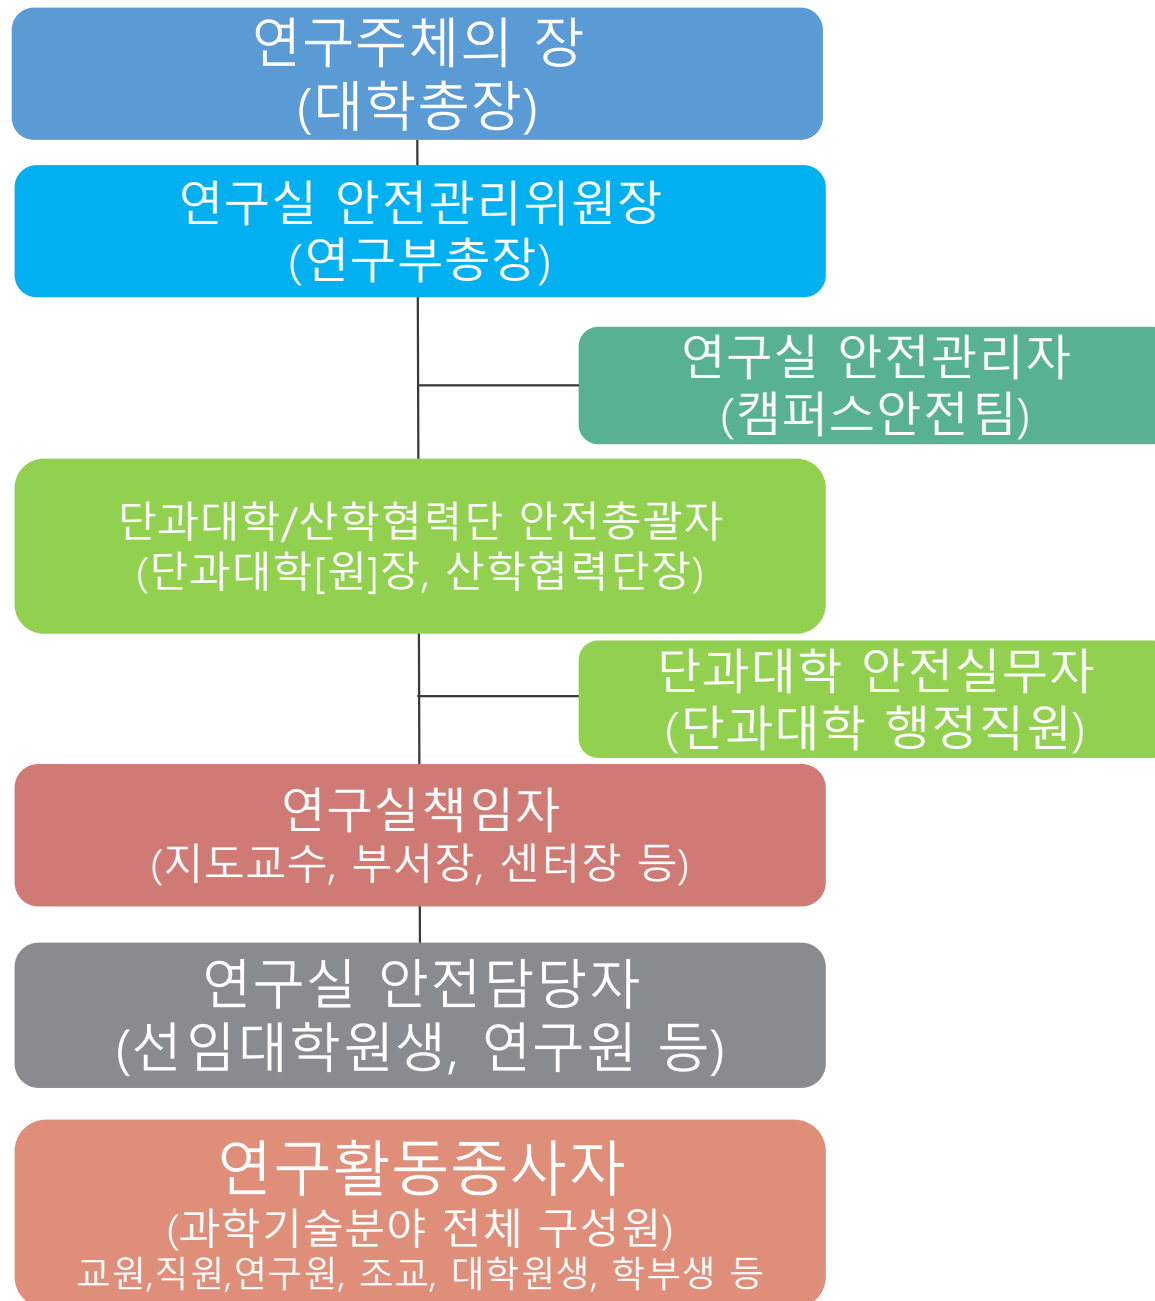 연구주체의 장
(대학총장)
연구실 안전관리위원장
(연구부총장)
연구실 안전관리자
(캠퍼스안전팀)
단과대학/산학협력단 안전총괄자
(단과대학[원]장, 산학협력단장)
단과대학 안전실무자
(단과대학 행정직원)
연구실책임자
(지도교수, 부서장, 센터장 등)
연구실 안전담당자
(선임대학원생, 연구원 등)
연구활동종사자
(과학기술분야 전체 구성원)
교원,직원,연구원, 조교, 대학원생, 학부생 등